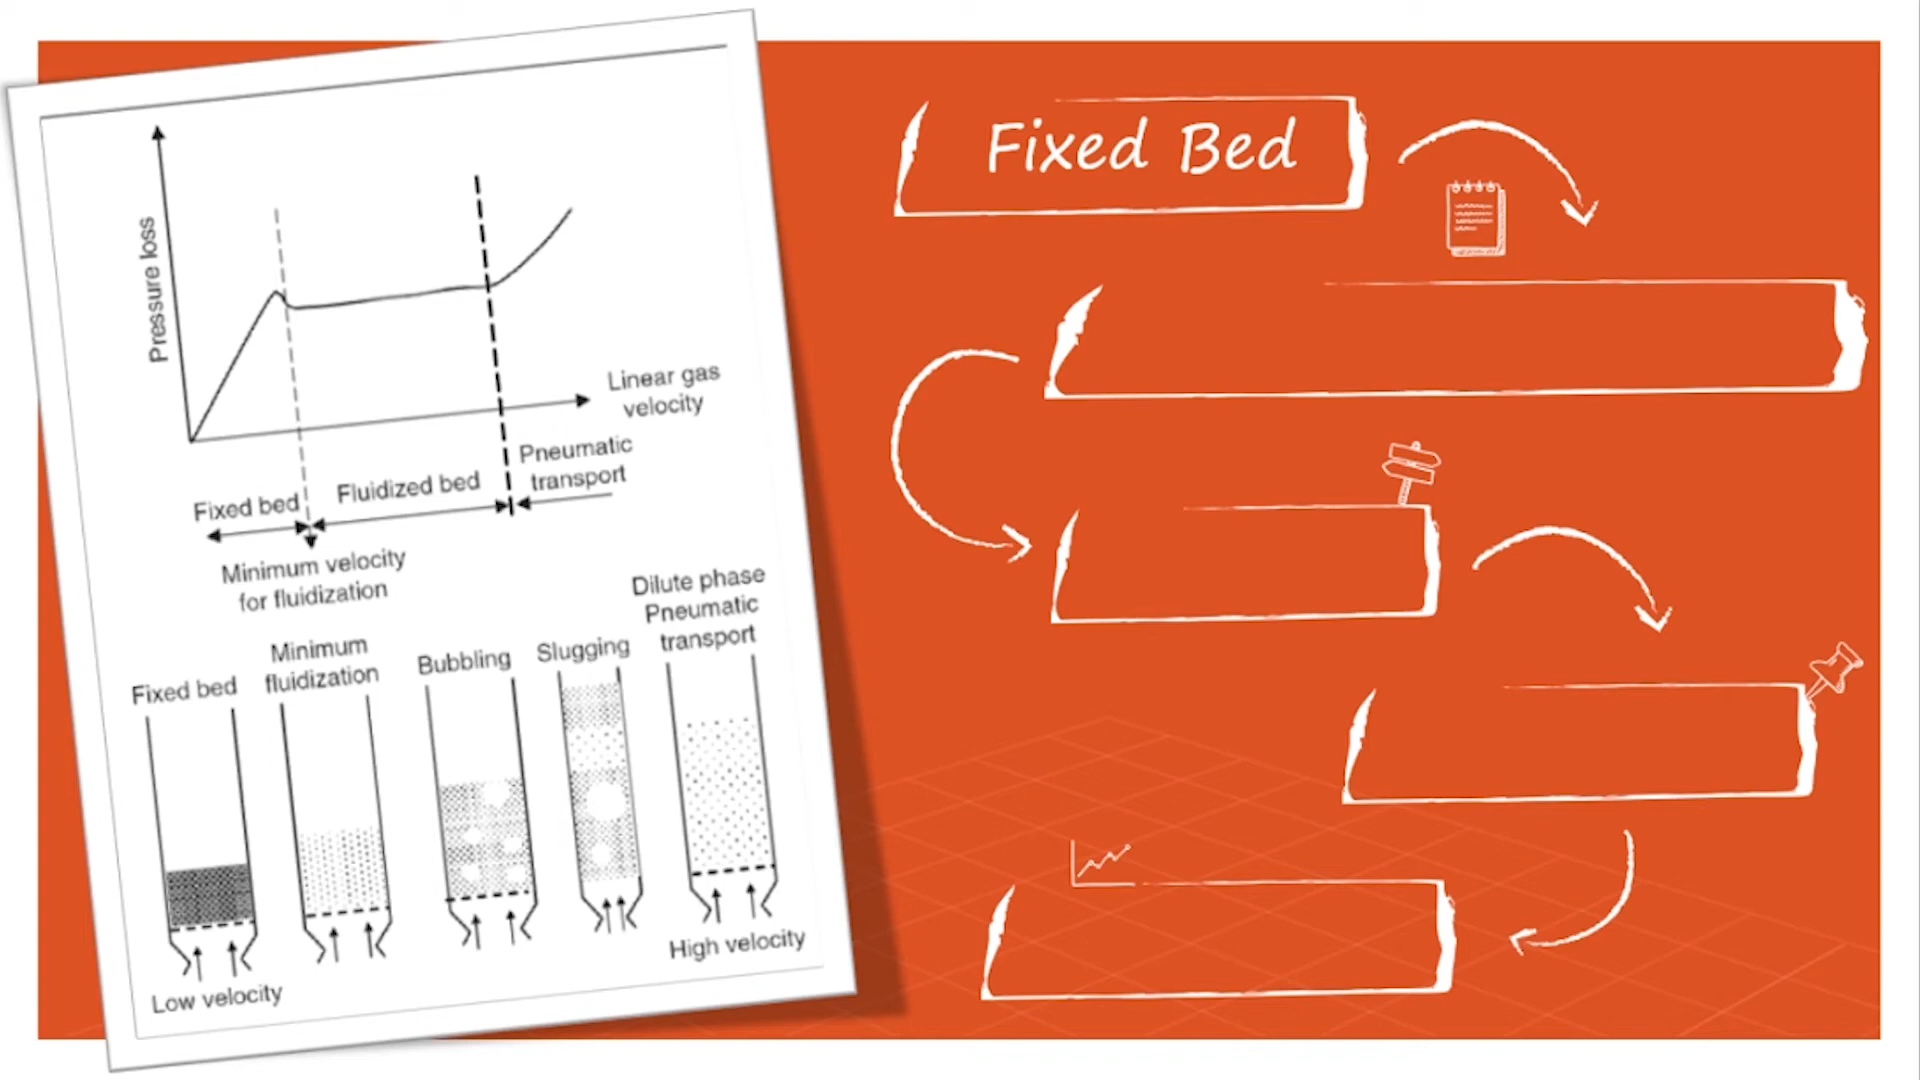 Pressure loss
Linear gas
velocity
Pneumatic
transport
Fixed bed
Fluidized bed
Minimum velocity
for fluidization
Fixed bed
Minimum
fluidization
Bubbling
Slugging
Dilute phase
Pneumatic
transport
Low velocity
High velocity
Fixed Bed